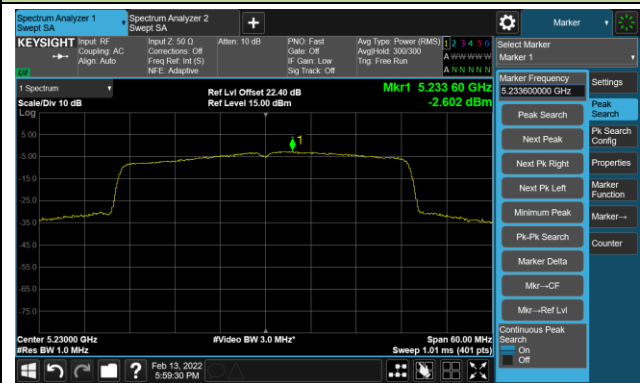 Spectrum Analyzer 1
Swept SA
Spectrum Analyzer 2
Swept SA
+
Marker
KEYSIGHT
Input: RF
Coupling: AC
Align: Auto
Input Z: 50 Ω
Corrections: Off
Freq Ref: Int (S)
NFE: Adaptive
Atten: 10 dB
PNO: Fast
Gate: Off
IF Gain: Low
Sig Track: Off
Avg Type: Power (RMS)
Avg|Hold: 300/300
Trig: Free Run
1 2 3 4 5 6
A W W W W W
A N N N N N
LVI
Select Marker
Marker 1
1 Spectrum
Scale/Div 10 dB
Log
Ref Lvl Offset 22.40 dB
Ref Level 15.00 dBm
Mkr1 5.233 60 GHz
-2.602 dBm
5.00
-5.00
-15.0
-25.0
-35.0
-45.0
-55.0
-65.0
-75.0
1
Center 5.23000 GHz
#Res BW 1.0 MHz
#Video BW 3.0 MHz*
Span 60.00 MHz
Sweep 1.01 ms (401 pts)
Marker Frequency
5.233600000 GHz
Peak Search
Next Peak
Next Pk Right
Next Pk Left
Minimum Peak
Pk-Pk Search
Marker Delta
Mkr→CF
Mkr→Ref Lvl
Continuous Peak
Search
On
Off
Settings
Peak
Search
Pk Search
Config
Properties
Marker
Function
Marker→
Counter
?
Feb 13, 2022
5:59:30 PM